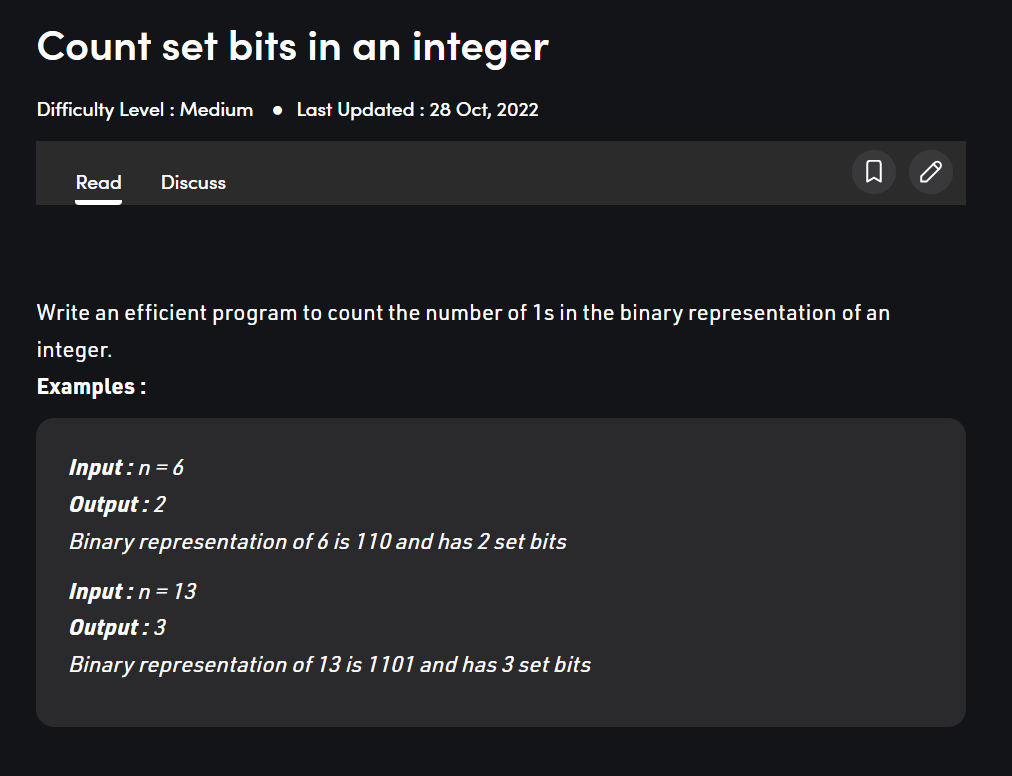 Count set bits in an integer
Difficulty Level : Medium ● Last Updated : 28 Oct, 2022
Read Discuss
Write an efficient program to count the number of 1s in the binary representation of an
integer.
Examples :
Input : n = 6
Output : 2
Binary representation of 6 is 110 and has 2 set bits
Input : n = 13
Output : 3
Binary representation of 13 is 1101 and has 3 set bits